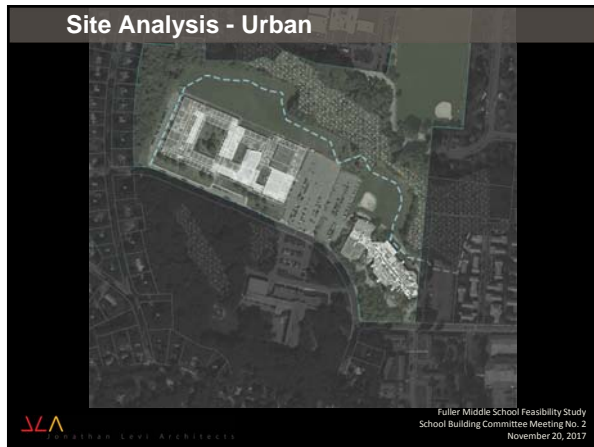 Site Analysis - Urban
JLA
Jonathan Levi Architects
Fuller Middle School Feasibility Study
School Building Committee Meeting No. 2
November 20, 2017